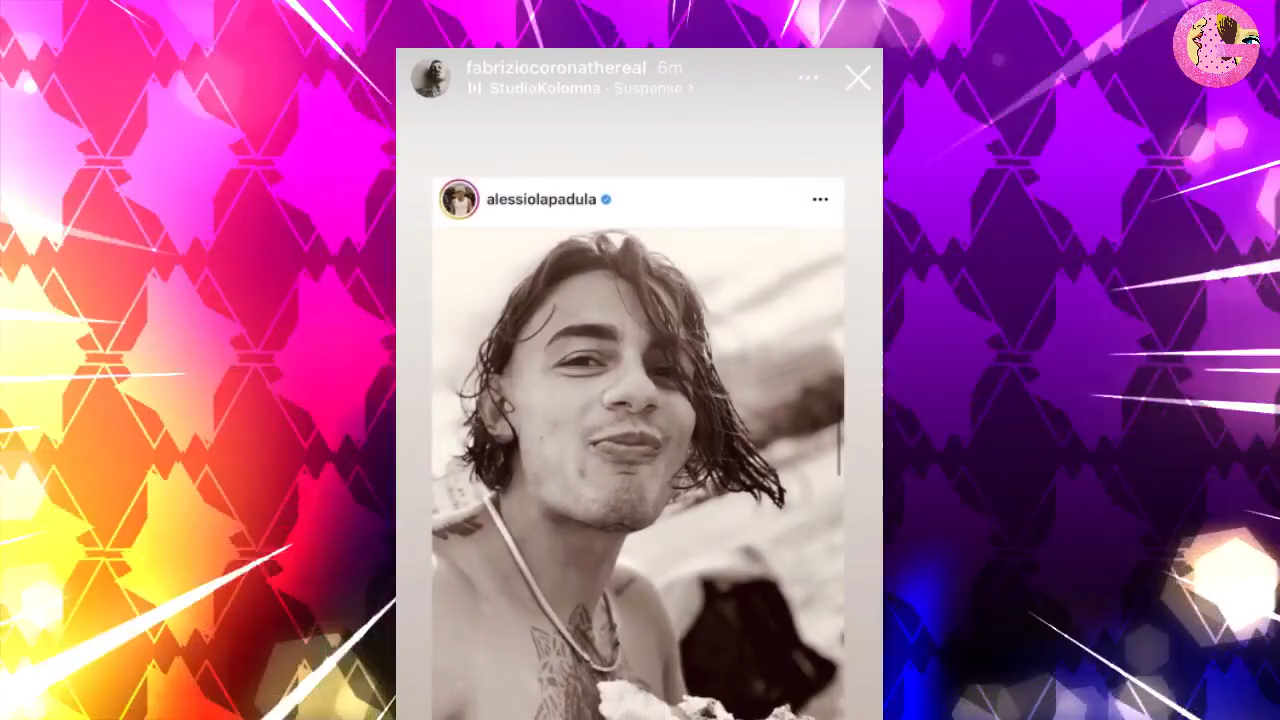 fabriziocoronathereal 6m
StudioKolomna · Suspense ›
alessiolapadula